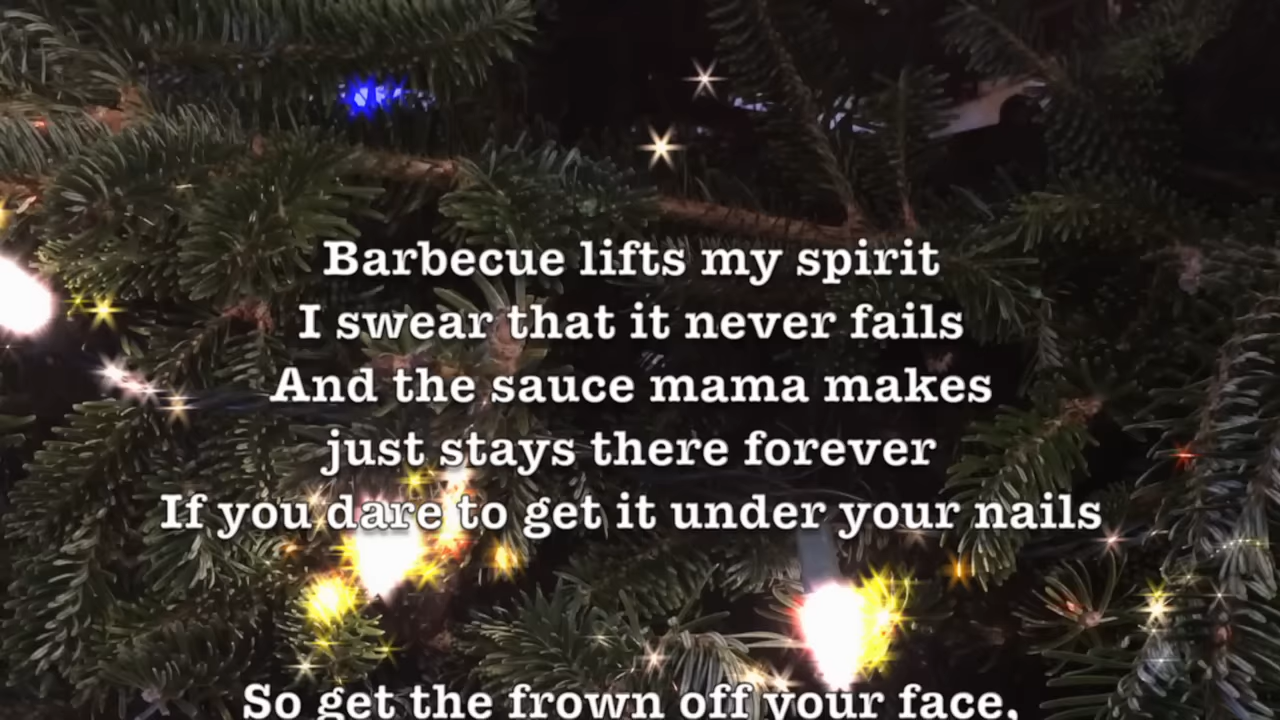 Barbecue lifts my spirit
I swear that it never fails
And the sauce mama makes
just stays there forever
If you dare to get it under your nails
So get the frown off your face,